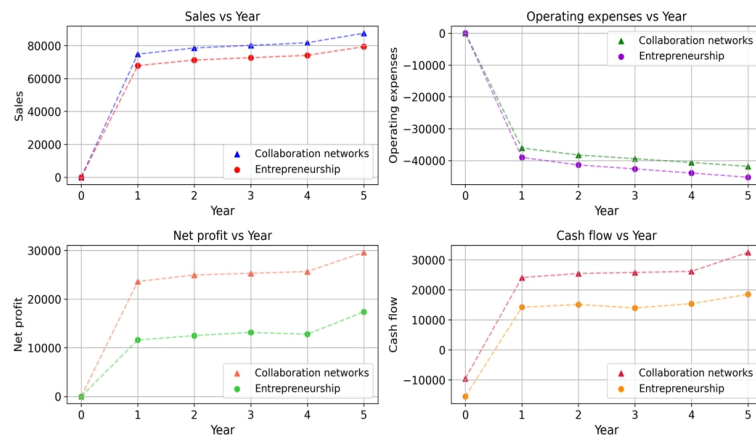 Sales vs Year
80000
60000
40000
20000
0
Sales
Collaboration networks
Entrepreneurship
0 1 2 3 4 5
Year
Operating expenses vs Year
0
−10000
−20000
−30000
−40000
Operating expenses
Collaboration networks
Entrepreneurship
0 1 2 3 4 5
Year
Net profit vs Year
30000
20000
10000
0
Net profit
Collaboration networks
Entrepreneurship
0 1 2 3 4 5
Year
Cash flow vs Year
30000
20000
10000
0
−10000
Cash flow
Collaboration networks
Entrepreneurship
0 1 2 3 4 5
Year